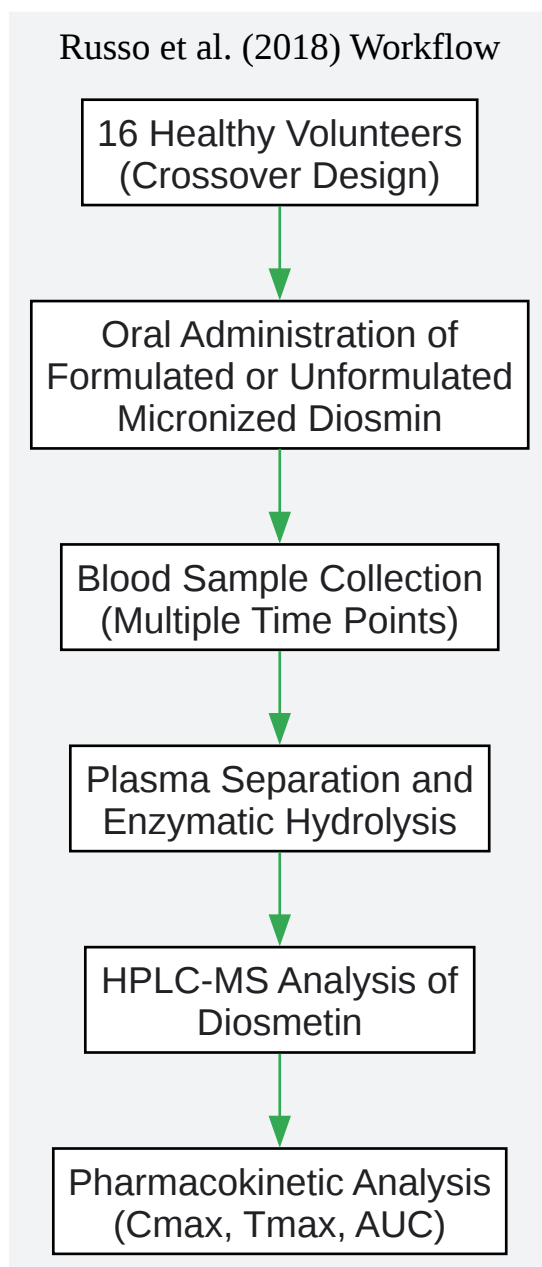 Russo et al. (2018) Workflow
16 Healthy Volunteers
(Crossover Design)
Oral Administration of
Formulated or Unformulated
Micronized Diosmin
Blood Sample Collection
(Multiple Time Points)
Plasma Separation and
Enzymatic Hydrolysis
HPLC-MS Analysis of
Diosmetin
Pharmacokinetic Analysis
(Cmax, Tmax, AUC)